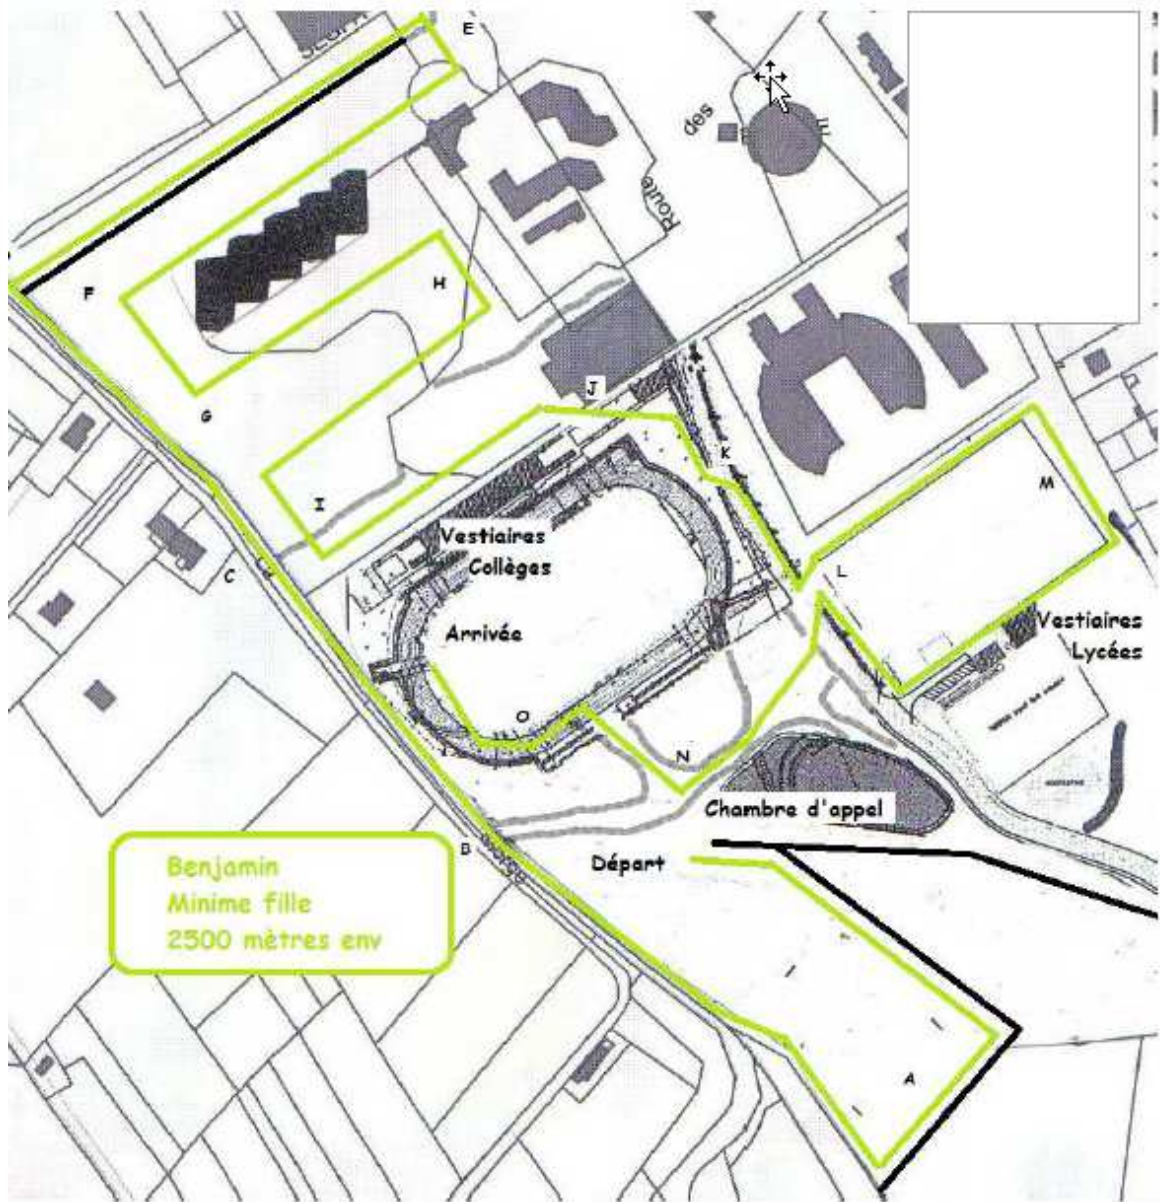 E
des
Route
F
H
J
G
K
M
I
Vestiaires
Collèges
L
C
Arrivée
Vestiaires
Lycées
O
N
Chambre d'appel
B
Départ
Benjamin
Minime fille
2500 mètres env
A